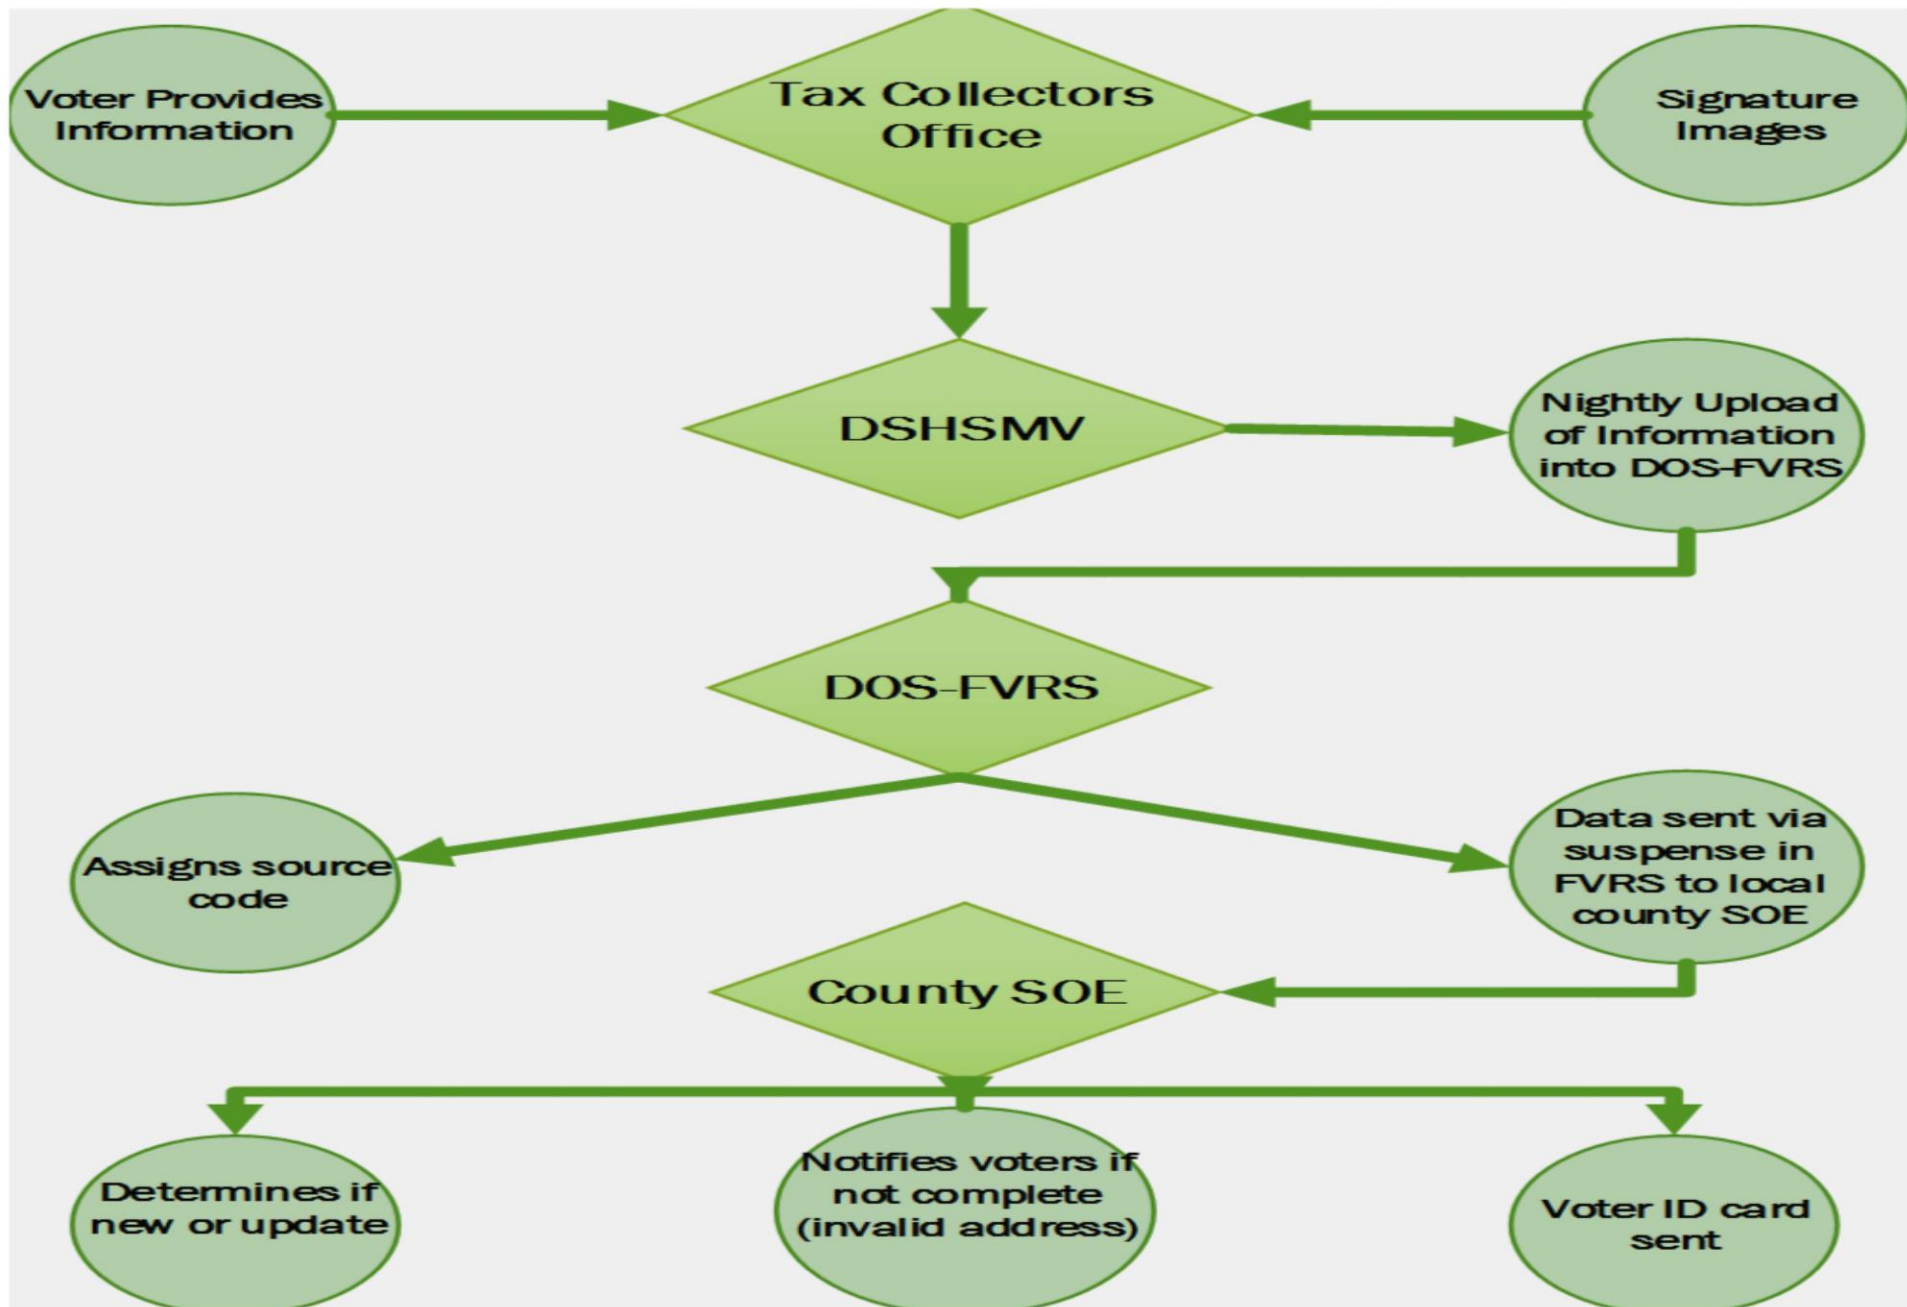 Voter Provides
Information
Tax Collectors
Office
Signature
Images
DSHSMV
Nightly Upload
of Information
into DOS-FVRS
DOS-FVRS
Assigns source
code
Data sent via
suspense in
FVRS to local
county SOE
County SOE
Determines if
new or update
Notifies voters if
not complete
(invalid address)
Voter ID card
sent